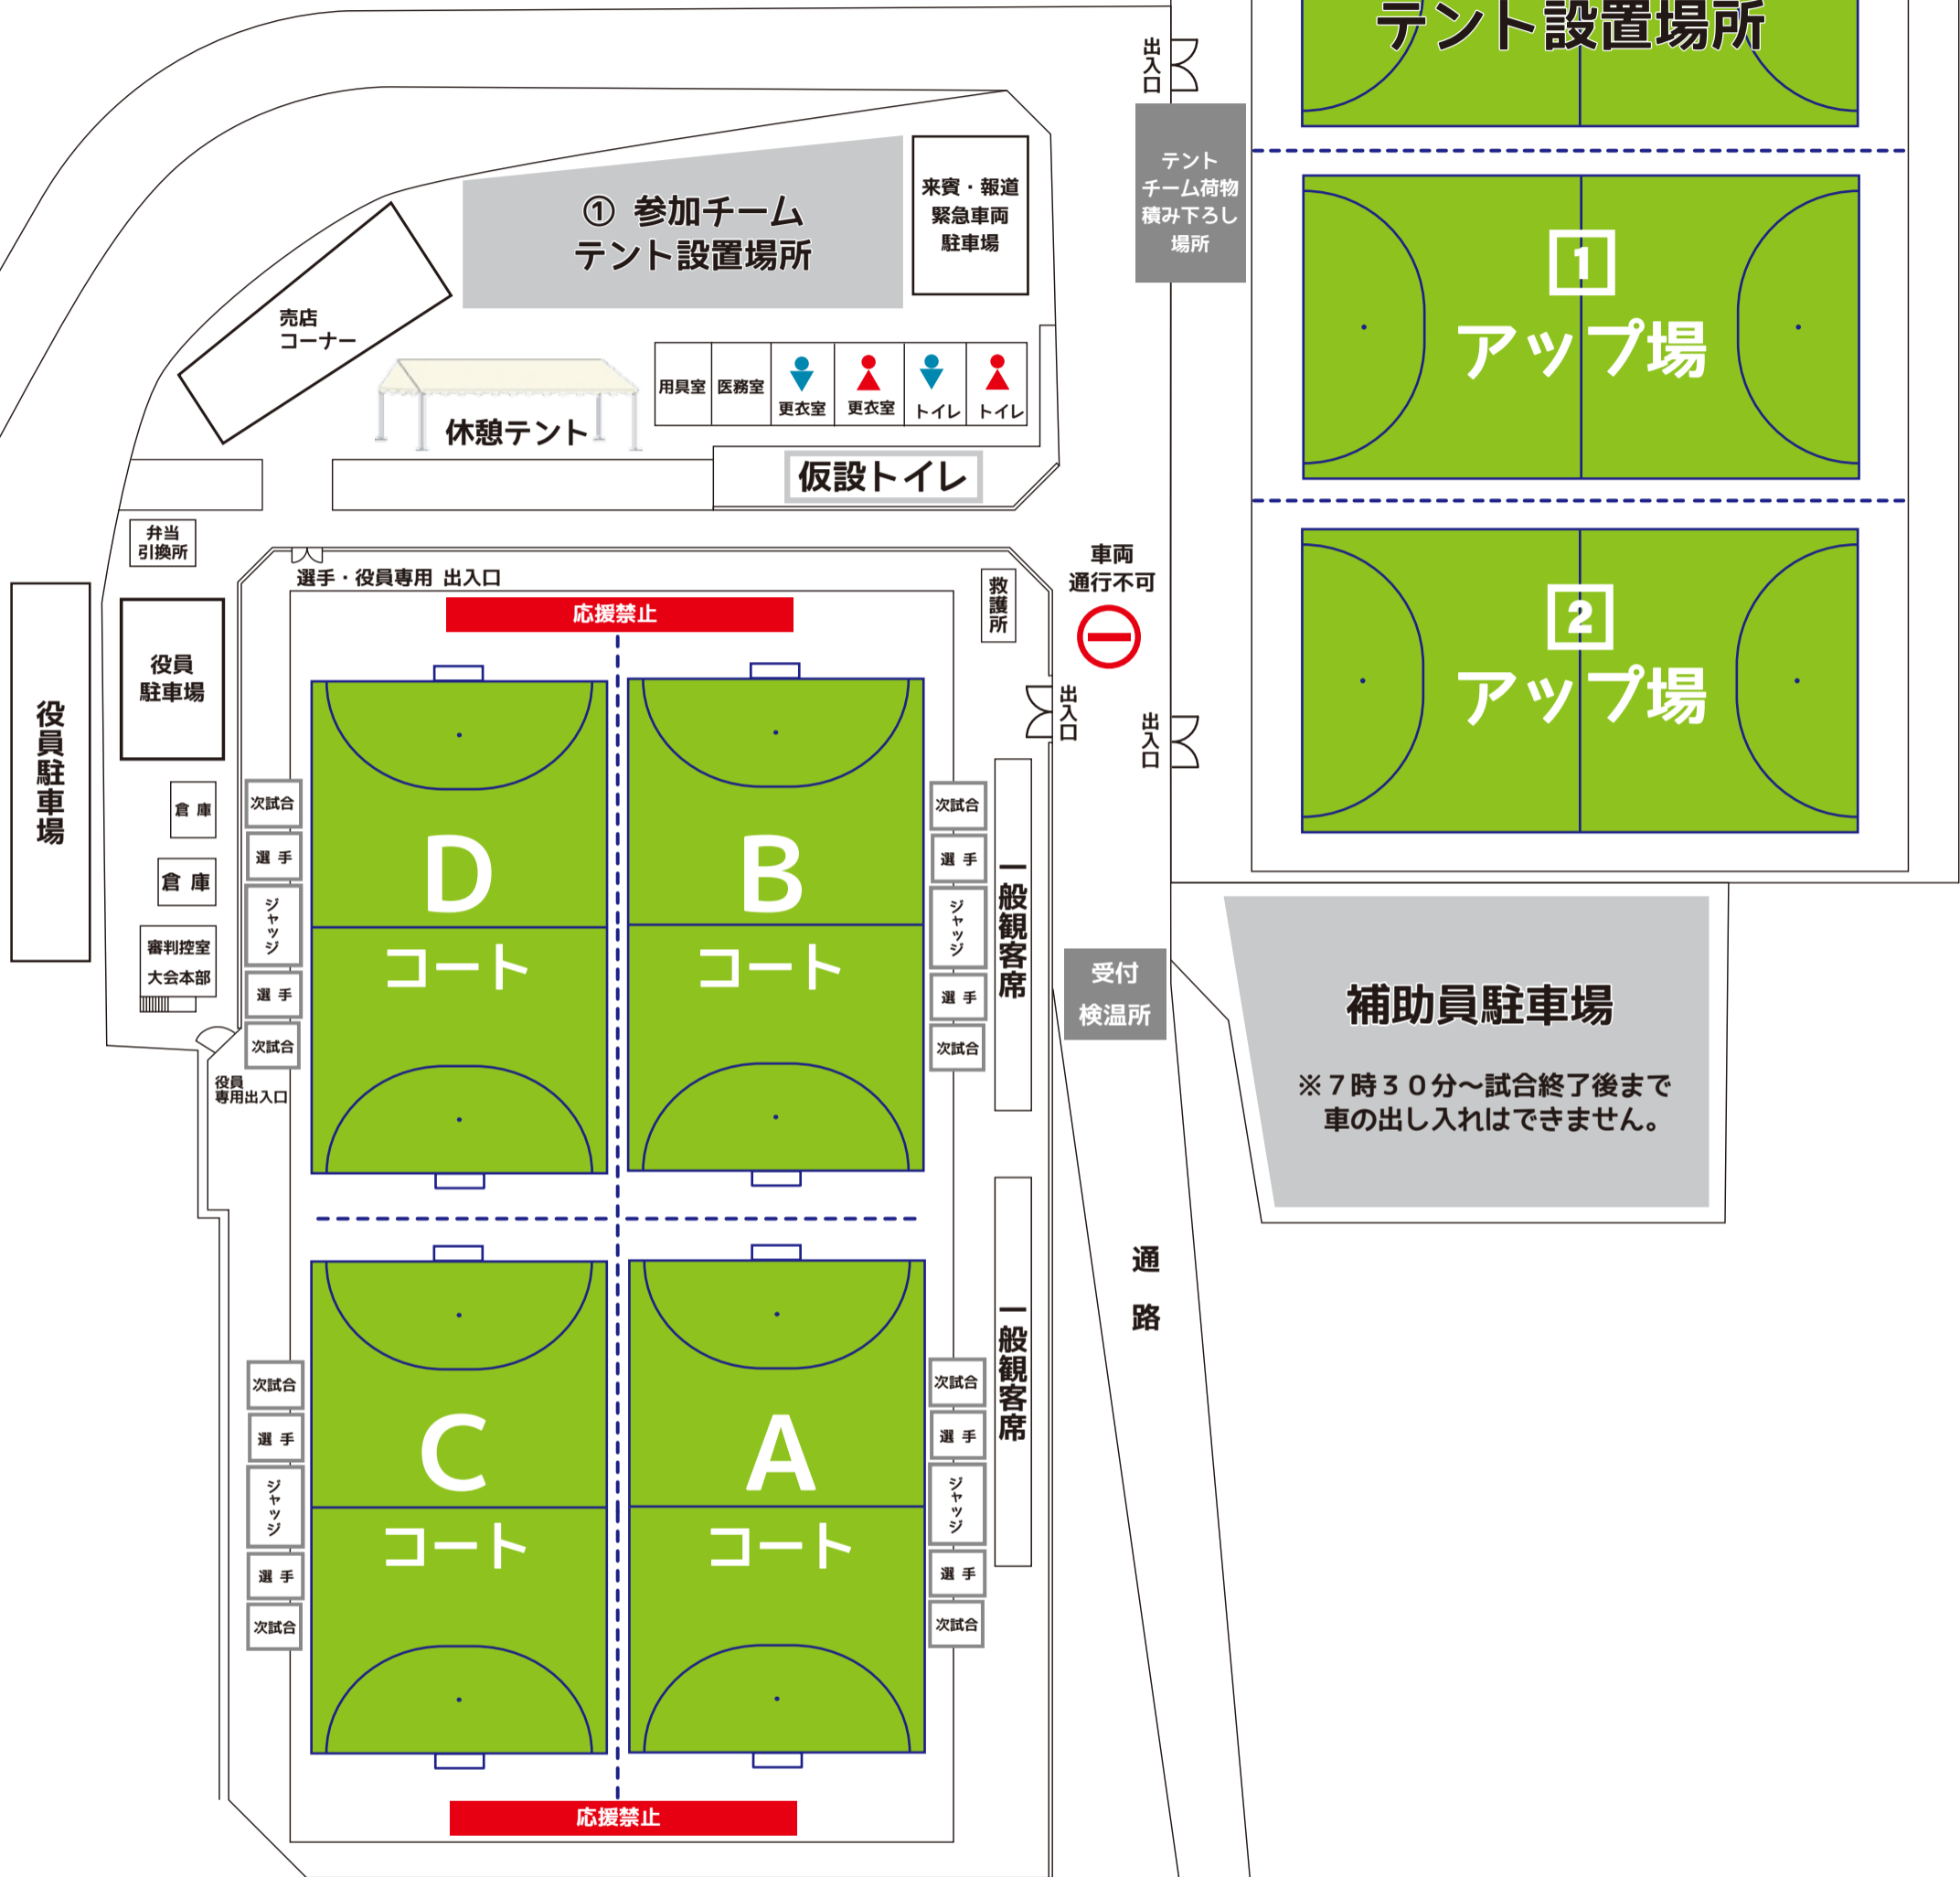 テント設置場所
出入口
テント
チーム荷物
積み下ろし
場所
① 参加チーム
テント設置場所
来賓・報道
緊急車両
駐車場
1
アップ場
売店
コーナー
休憩テント
用具室
医務室
更衣室
更衣室
トイレ
トイレ
仮設トイレ
弁当
引換所
選手・役員専用 出入口
救護所
車両
通行不可
応援禁止
2
アップ場
役員駐車場
役員
駐車場
出入口
出入口
倉 庫
倉 庫
審判控室
大会本部
役員
専用出入口
次試合
選 手
ジャッジ
選 手
次試合
D
コート
B
コート
次試合
選 手
ジャッジ
選 手
次試合
一般観客席
受付
検温所
補助員駐車場
※７時３０分～試合終了後まで
車の出し入れはできません。
通路
次試合
選 手
ジャッジ
選 手
次試合
C
コート
A
コート
次試合
選 手
ジャッジ
選 手
次試合
一般観客席
応援禁止